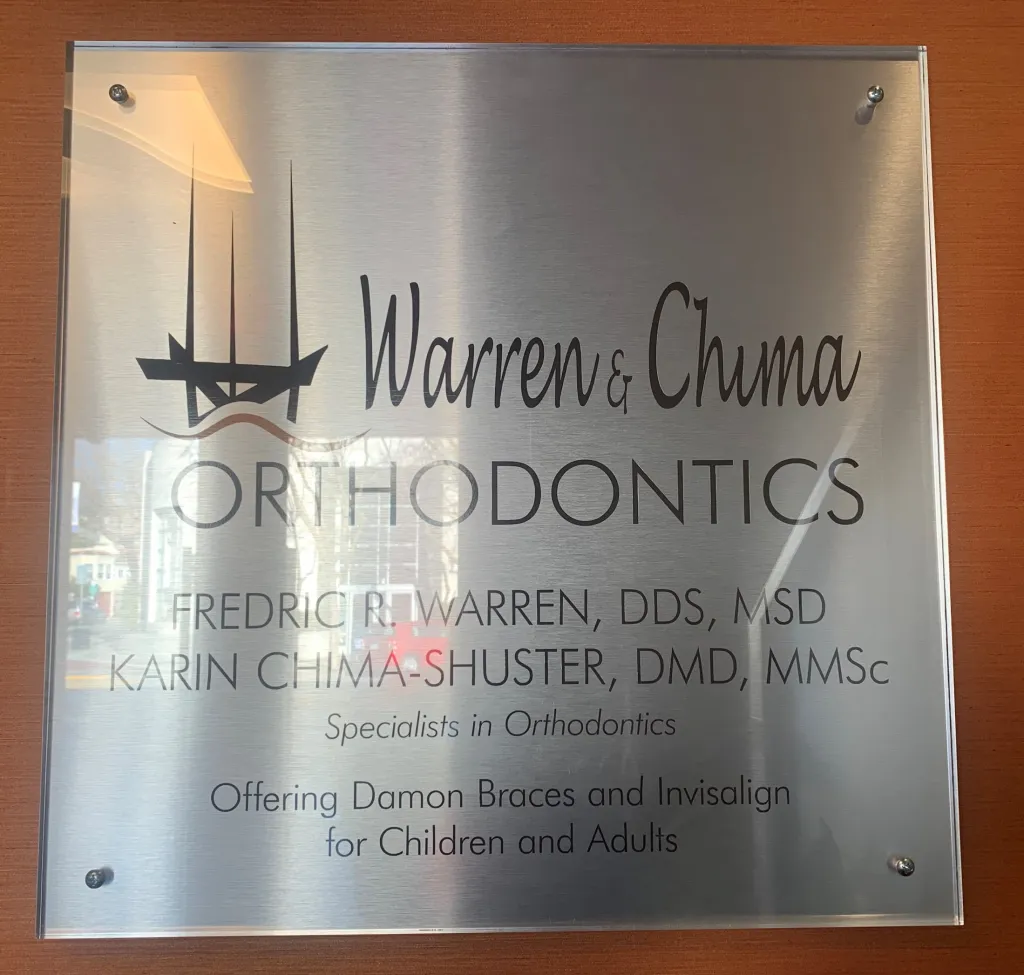 Warren & Chima
ORTHODONTICS
FREDRIC R. WARREN, DDS, MSD
KARIN CHIMA-SHUSTER, DMD, MMSc
Specialists in Orthodontics
Offering Damon Braces and Invisalign
for Children and Adults